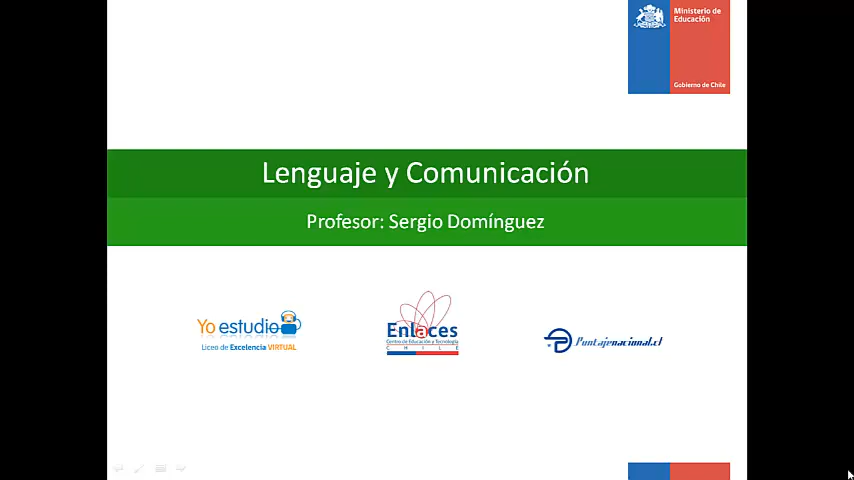 Ministerio de
Educación
Gobierno de Chile
Lenguaje y Comunicación
Profesor: Sergio Domínguez
Yo estudio
Liceo de Excelencia VIRTUAL
Enlaces
Centro de Educación y Tecnología
CHILE
Puntajenacional.cl